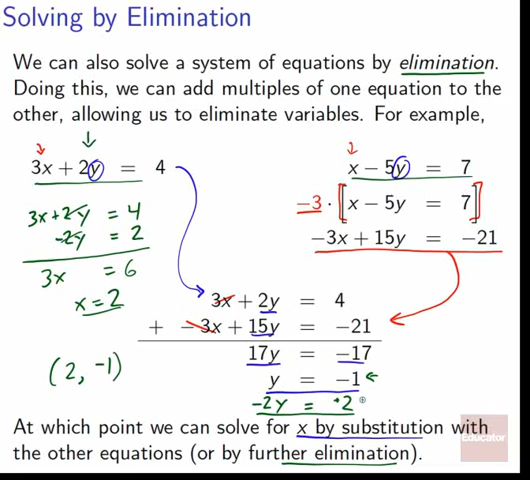 Solving by Elimination
We can also solve a system of equations by elimination.
Doing this, we can add multiples of one equation to the
other, allowing us to eliminate variables. For example,
3x + 2y = 4
x − 5y = 7
−3 · [x − 5y = 7]
−3x + 15y = −21
3x + 2y = 4
−2y = 2
3x = 6
x = 2
(2, −1)
3x + 2y = 4
+ −3x + 15y = −21
17y = −17
y = −1
−2y = +2
At which point we can solve for x by substitution with
the other equations (or by further elimination).
Educator